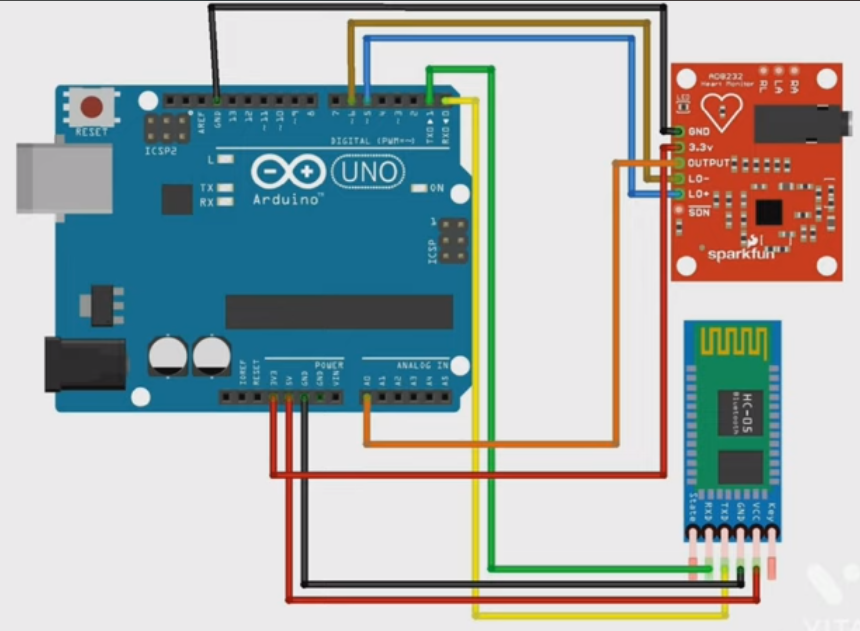 RESET
ICSP2
AREF
GND
13
12
~11
~10
~9
8
7
~6
~5
4
~3
2
TXD 1
RXD 0
DIGITAL (PWM=~)
L
TX
RX
UNO
Arduino™
ON
1
ICSP
POWER
ANALOG IN
IOREF
RESET
3V3
5V
GND
GND
VIN
A0
A1
A2
A3
A4
A5
AD8232
Heart Monitor
RL
LA
RA
LED
GND
3.3v
OUTPUT
LO-
LO+
SDN
sparkfun
HC-05
Bluetooth
State
RXD
TXD
GND
VCC
Key